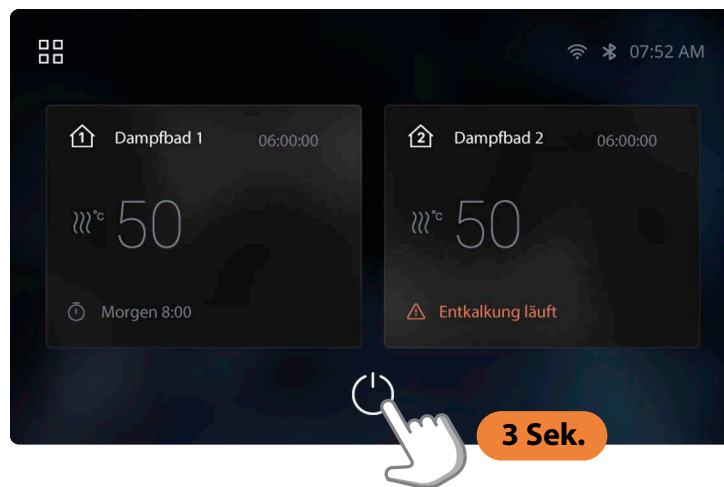 07:52 AM
1 Dampfbad 1 06:00:00
2 Dampfbad 2 06:00:00
°C 50
°C 50
Morgen 8:00
Entkalkung läuft
3 Sek.